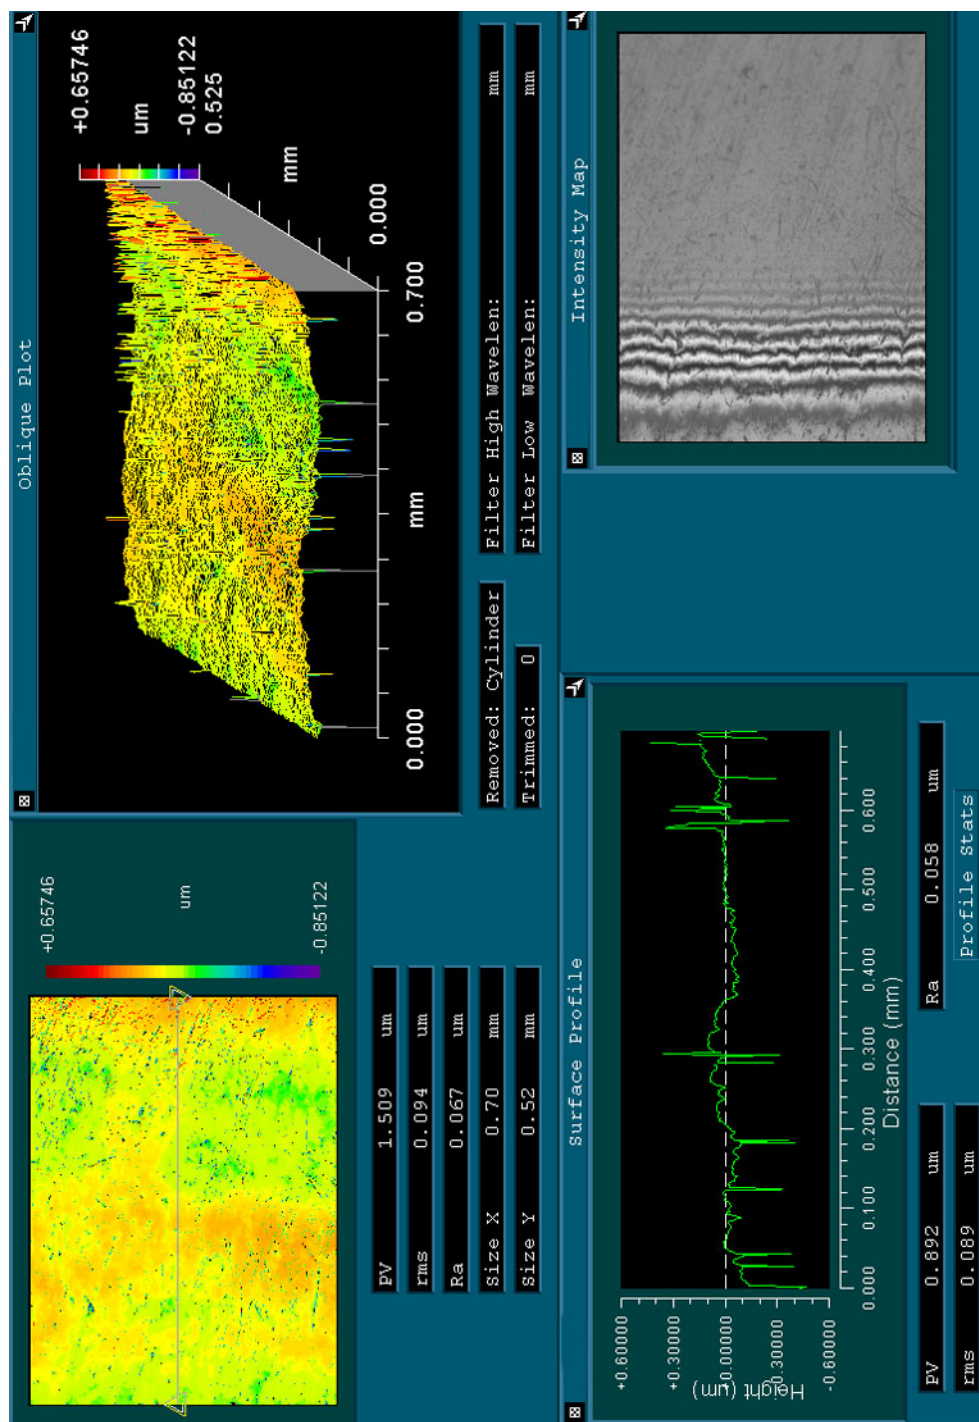 +0.65746
um
-0.85122
PV 1.509 um
rms 0.094 um
Ra 0.067 um
Size X 0.70 mm
Size Y 0.52 mm
Oblique Plot
+0.65746
um
-0.85122
0.525
mm
0.000
0.700
mm
0.000
Removed: Cylinder
Trimmed: 0
Filter High Wavelen: mm
Filter Low Wavelen: mm
Surface Profile
+0.60000
+0.30000
+0.00000
-0.30000
-0.60000
Height (µm)
0.000
0.100
0.200
0.300
0.400
0.500
0.600
Distance (mm)
PV 0.892 um
rms 0.089 um
Ra 0.058 um
Profile Stats
Intensity Map